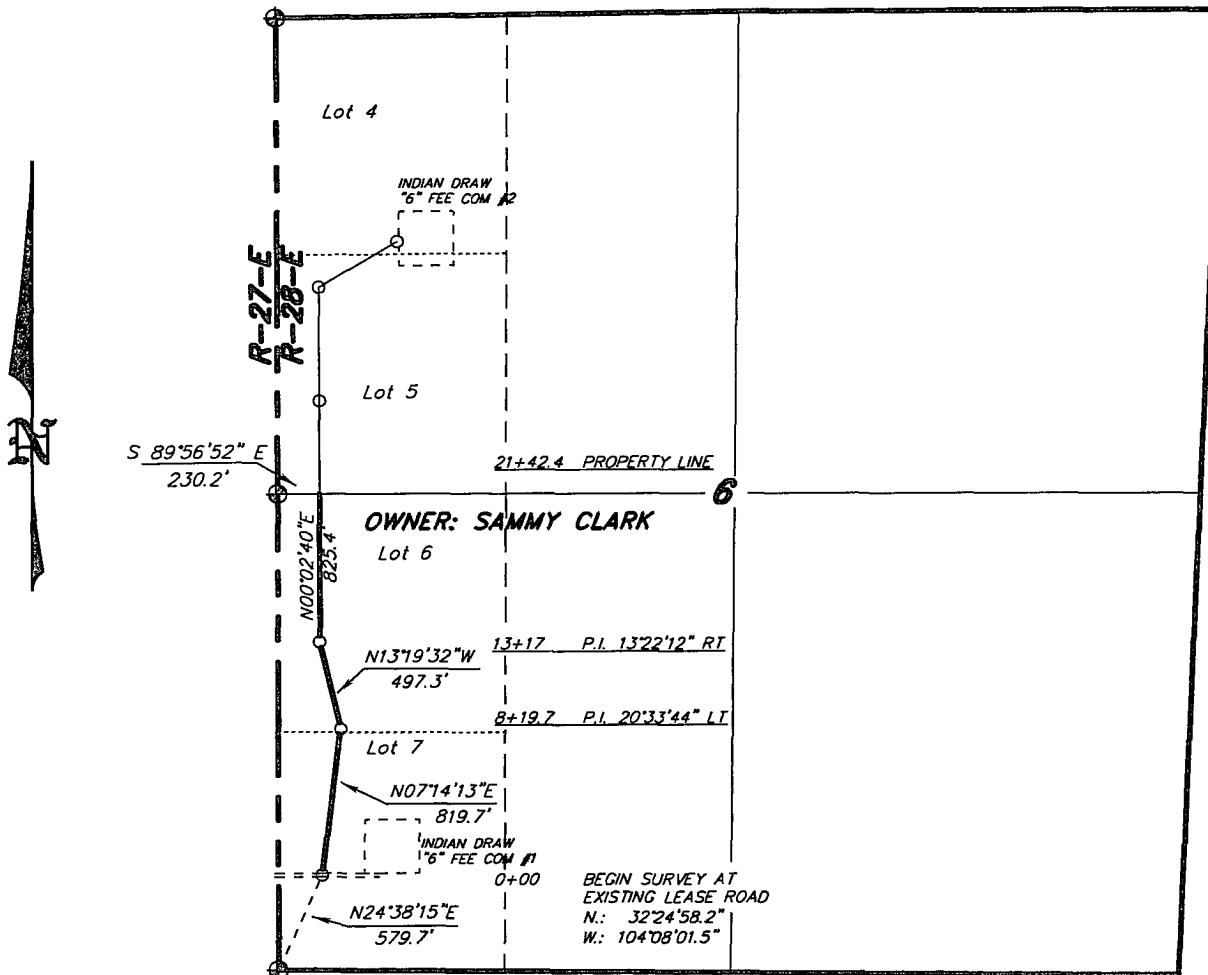 Lot 4
INDIAN DRAW
"6" FEE COM #2
R-27-E
R-28-E
N
Lot 5
S 89°56'52" E
230.2'
21+42.4 PROPERTY LINE
6
OWNER: SAMMY CLARK
Lot 6
N00°02'40"E
825.4'
13+17 P.I. 13°22'12" RT
N13°19'32"W
497.3'
8+19.7 P.I. 20°33'44" LT
Lot 7
N07°14'13"E
819.7'
INDIAN DRAW
"6" FEE COM #1
0+00 BEGIN SURVEY AT
EXISTING LEASE ROAD
N.: 32°24'58.2"
W.: 104°08'01.5"
N24°38'15"E
579.7'